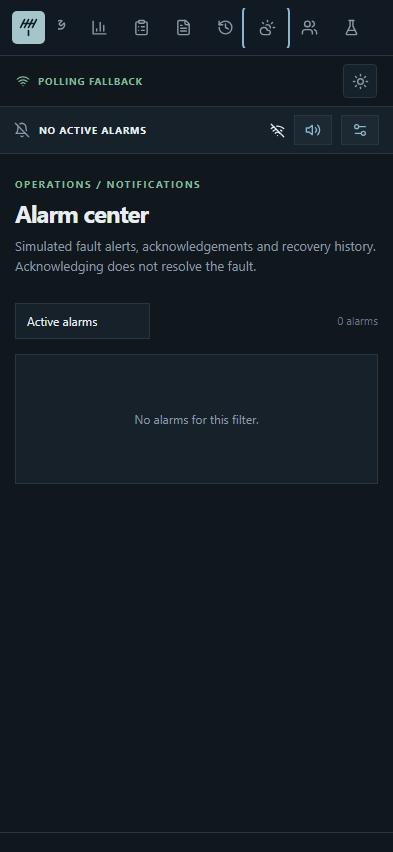 POLLING FALLBACK
NO ACTIVE ALARMS
OPERATIONS / NOTIFICATIONS
Alarm center
Simulated fault alerts, acknowledgements and recovery history.
Acknowledging does not resolve the fault.
Active alarms
0 alarms
No alarms for this filter.